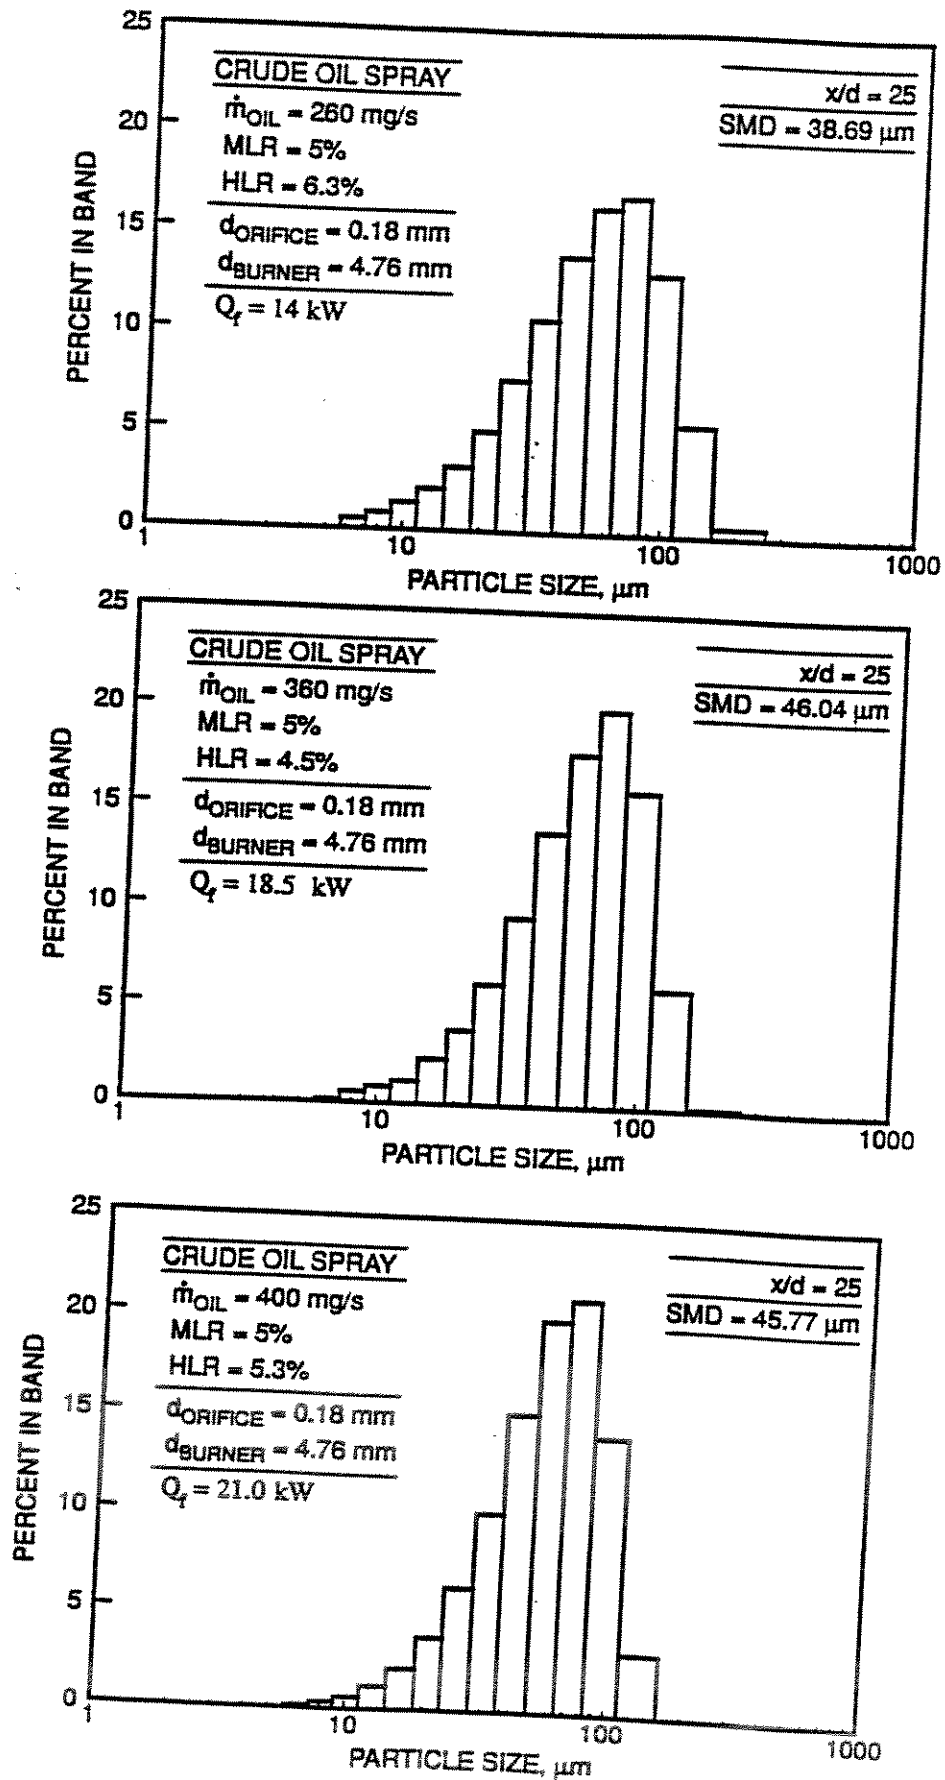 25
20
15
10
5
0
PERCENT IN BAND
CRUDE OIL SPRAY
ṁOIL = 260 mg/s
MLR = 5%
HLR = 6.3%
dORIFICE = 0.18 mm
dBURNER = 4.76 mm
Qf = 14 kW
x/d = 25
SMD = 38.69 μm
1 10 100 1000
PARTICLE SIZE, μm
25
20
15
10
5
0
PERCENT IN BAND
CRUDE OIL SPRAY
ṁOIL = 360 mg/s
MLR = 5%
HLR = 4.5%
dORIFICE = 0.18 mm
dBURNER = 4.76 mm
Qf = 18.5 kW
x/d = 25
SMD = 46.04 μm
1 10 100 1000
PARTICLE SIZE, μm
25
20
15
10
5
0
PERCENT IN BAND
CRUDE OIL SPRAY
ṁOIL = 400 mg/s
MLR = 5%
HLR = 5.3%
dORIFICE = 0.18 mm
dBURNER = 4.76 mm
Qf = 21.0 kW
x/d = 25
SMD = 45.77 μm
1 10 100 1000
PARTICLE SIZE, μm